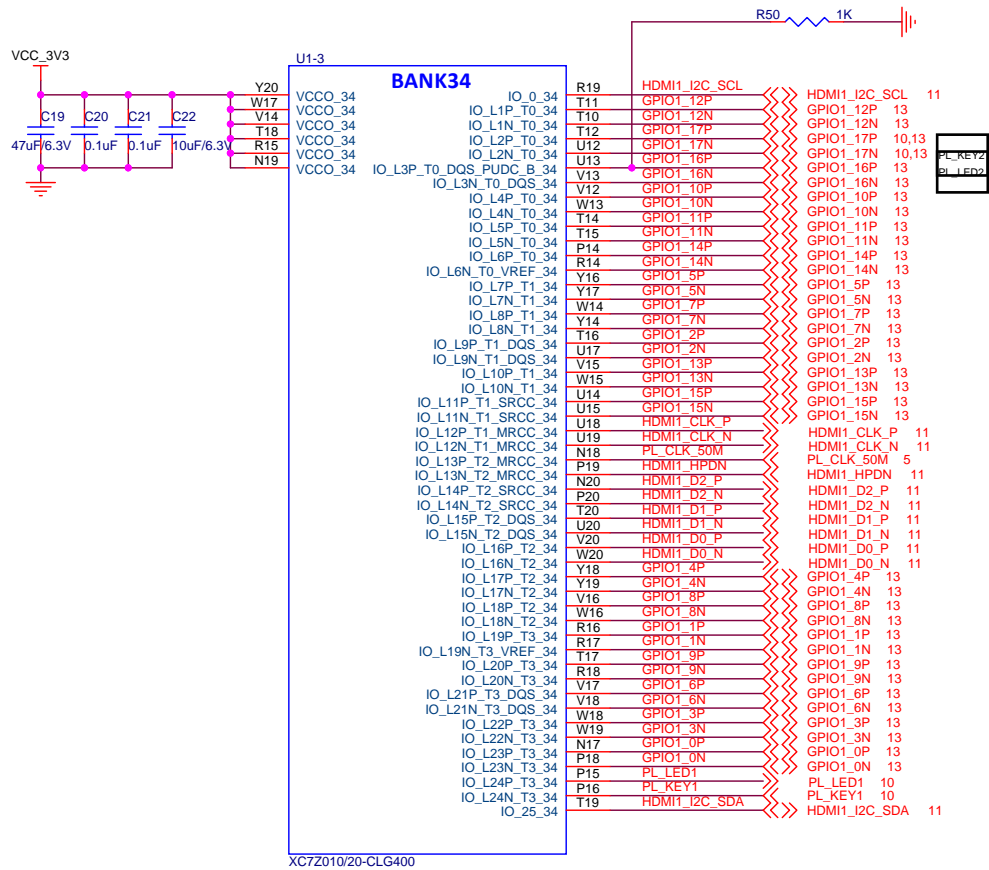 R50 1K
VCC_3V3
U1-3
BANK34
C19 C20 C21 C22
47uF/6.3V 0.1uF 0.1uF 10uF/6.3V
Y20 VCCO_34
W17 VCCO_34
V14 VCCO_34
T18 VCCO_34
R15 VCCO_34
N19 VCCO_34
IO_0_34 R19 HDMI1_I2C_SCL HDMI1_I2C_SCL 11
IO_L1P_T0_34 T11 GPIO1_12P GPIO1_12P 13
IO_L1N_T0_34 T10 GPIO1_12N GPIO1_12N 13
IO_L2P_T0_34 T12 GPIO1_17P GPIO1_17P 10,13
IO_L2N_T0_34 U12 GPIO1_17N GPIO1_17N 10,13 PL_KEY2
IO_L3P_T0_DQS_PUDC_B_34 U13 GPIO1_16P GPIO1_16P 13 PL_LED2
IO_L3N_T0_DQS_34 V13 GPIO1_16N GPIO1_16N 13
IO_L4P_T0_34 V12 GPIO1_10P GPIO1_10P 13
IO_L4N_T0_34 W13 GPIO1_10N GPIO1_10N 13
IO_L5P_T0_34 T14 GPIO1_11P GPIO1_11P 13
IO_L5N_T0_34 T15 GPIO1_11N GPIO1_11N 13
IO_L6P_T0_34 P14 GPIO1_14P GPIO1_14P 13
IO_L6N_T0_VREF_34 R14 GPIO1_14N GPIO1_14N 13
IO_L7P_T1_34 Y16 GPIO1_5P GPIO1_5P 13
IO_L7N_T1_34 Y17 GPIO1_5N GPIO1_5N 13
IO_L8P_T1_34 W14 GPIO1_7P GPIO1_7P 13
IO_L8N_T1_34 Y14 GPIO1_7N GPIO1_7N 13
IO_L9P_T1_DQS_34 T16 GPIO1_2P GPIO1_2P 13
IO_L9N_T1_DQS_34 U17 GPIO1_2N GPIO1_2N 13
IO_L10P_T1_34 V15 GPIO1_13P GPIO1_13P 13
IO_L10N_T1_34 W15 GPIO1_13N GPIO1_13N 13
IO_L11P_T1_SRCC_34 U14 GPIO1_15P GPIO1_15P 13
IO_L11N_T1_SRCC_34 U15 GPIO1_15N GPIO1_15N 13
IO_L12P_T1_MRCC_34 U18 HDMI1_CLK_P HDMI1_CLK_P 11
IO_L12N_T1_MRCC_34 U19 HDMI1_CLK_N HDMI1_CLK_N 11
IO_L13P_T2_MRCC_34 N18 PL_CLK_50M PL_CLK_50M 5
IO_L13N_T2_MRCC_34 P19 HDMI1_HPDN HDMI1_HPDN 11
IO_L14P_T2_SRCC_34 N20 HDMI1_D2_P HDMI1_D2_P 11
IO_L14N_T2_SRCC_34 P20 HDMI1_D2_N HDMI1_D2_N 11
IO_L15P_T2_DQS_34 T20 HDMI1_D1_P HDMI1_D1_P 11
IO_L15N_T2_DQS_34 U20 HDMI1_D1_N HDMI1_D1_N 11
IO_L16P_T2_34 V20 HDMI1_D0_P HDMI1_D0_P 11
IO_L16N_T2_34 W20 HDMI1_D0_N HDMI1_D0_N 11
IO_L17P_T2_34 Y18 GPIO1_4P GPIO1_4P 13
IO_L17N_T2_34 Y19 GPIO1_4N GPIO1_4N 13
IO_L18P_T2_34 V16 GPIO1_8P GPIO1_8P 13
IO_L18N_T2_34 W16 GPIO1_8N GPIO1_8N 13
IO_L19P_T3_34 R16 GPIO1_1P GPIO1_1P 13
IO_L19N_T3_VREF_34 R17 GPIO1_1N GPIO1_1N 13
IO_L20P_T3_34 T17 GPIO1_9P GPIO1_9P 13
IO_L20N_T3_34 R18 GPIO1_9N GPIO1_9N 13
IO_L21P_T3_DQS_34 V17 GPIO1_6P GPIO1_6P 13
IO_L21N_T3_DQS_34 V18 GPIO1_6N GPIO1_6N 13
IO_L22P_T3_34 W18 GPIO1_3P GPIO1_3P 13
IO_L22N_T3_34 W19 GPIO1_3N GPIO1_3N 13
IO_L23P_T3_34 N17 GPIO1_0P GPIO1_0P 13
IO_L23N_T3_34 P18 GPIO1_0N GPIO1_0N 13
IO_L24P_T3_34 P15 PL_LED1 PL_LED1 10
IO_L24N_T3_34 P16 PL_KEY1 PL_KEY1 10
IO_25_34 T19 HDMI1_I2C_SDA HDMI1_I2C_SDA 11
XC7Z010/20-CLG400